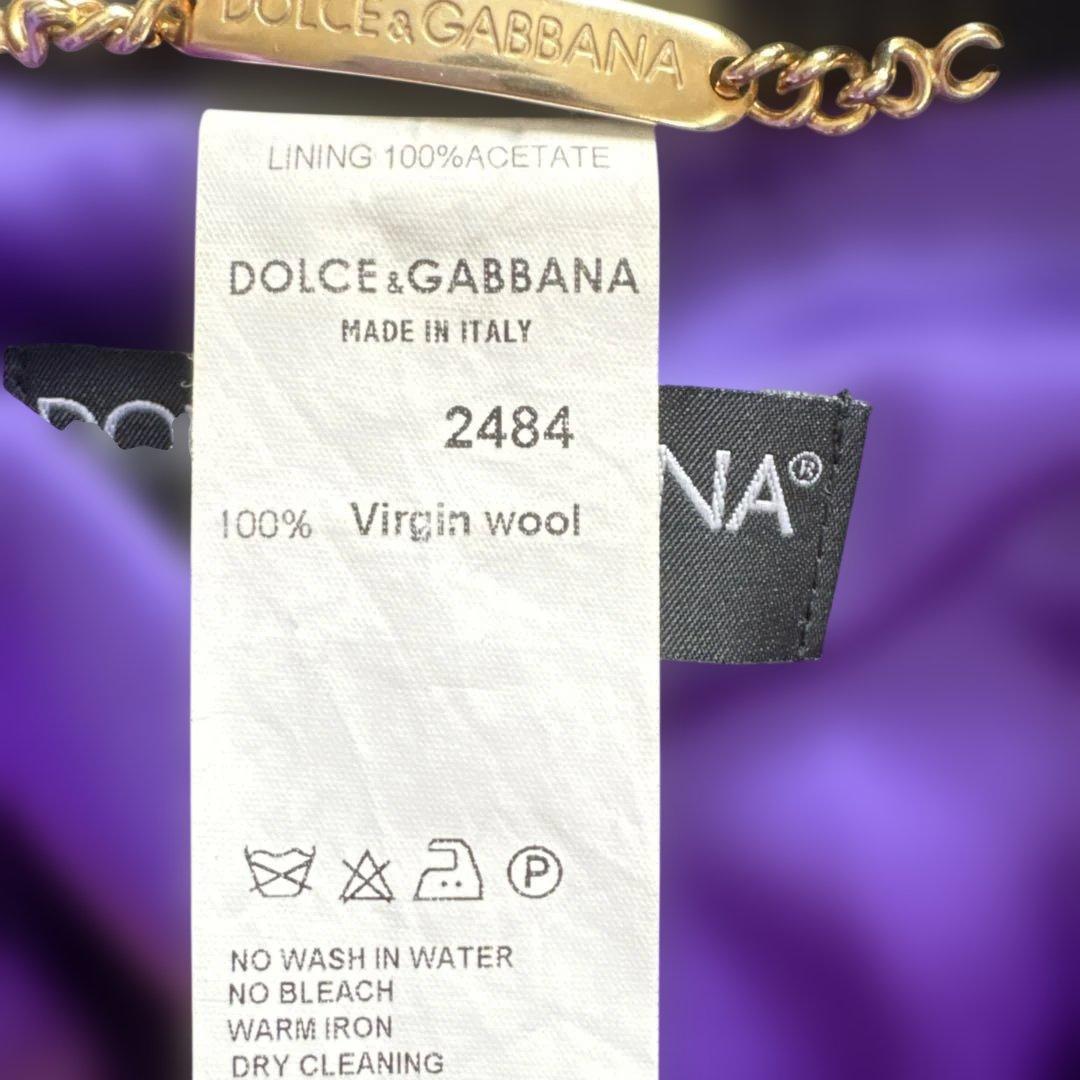 DOLCE&GABBANA
LINING 100%ACETATE
DOLCE&GABBANA
MADE IN ITALY
2484
100% Virgin wool
NA®
P
NO WASH IN WATER
NO BLEACH
WARM IRON
DRY CLEANING